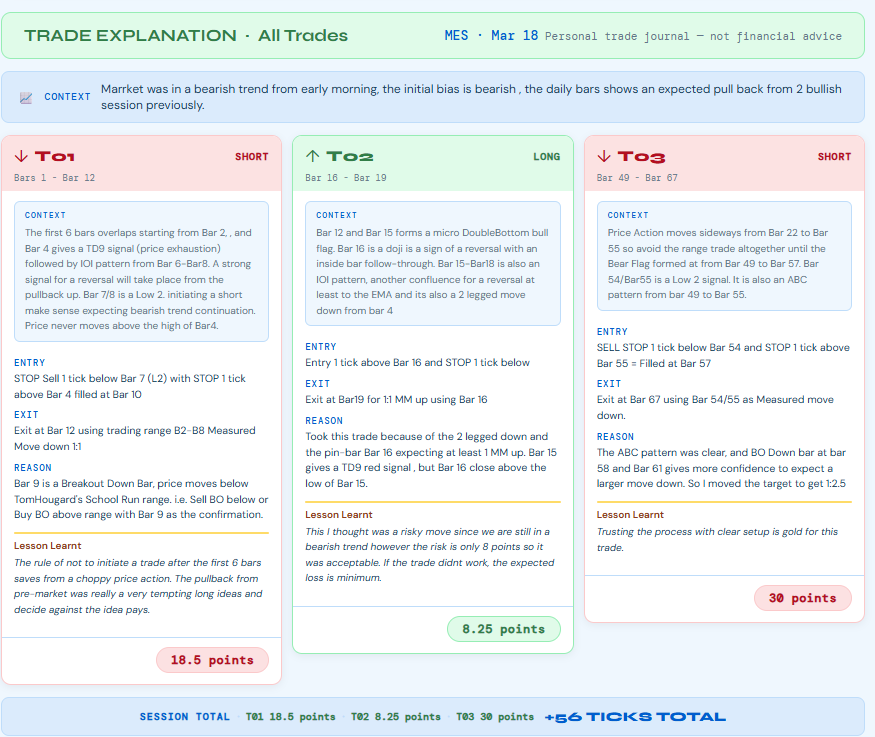 TRADE EXPLANATION · All Trades
MES · Mar 18 Personal trade journal — not financial advice
CONTEXT
Marrket was in a bearish trend from early morning, the initial bias is bearish , the daily bars shows an expected pull back from 2 bullish
session previously.
↓ T01 SHORT
Bars 1 - Bar 12
CONTEXT
The first 6 bars overlaps starting from Bar 2, , and
Bar 4 gives a TD9 signal (price exhaustion)
followed by IOI pattern from Bar 6-Bar8. A strong
signal for a reversal will take place from the
pullback up. Bar 7/8 is a Low 2. initiating a short
make sense expecting bearish trend continuation.
Price never moves above the high of Bar4.
ENTRY
STOP Sell 1 tick below Bar 7 (L2) with STOP 1 tick
above Bar 4 filled at Bar 10
EXIT
Exit at Bar 12 using trading range B2-B8 Measured
Move down 1:1
REASON
Bar 9 is a Breakout Down Bar, price moves below
TomHougard's School Run range. i.e. Sell BO below or
Buy BO above range with Bar 9 as the confirmation.
Lesson Learnt
The rule of not to initiate a trade after the first 6 bars
saves from a choppy price action. The pullback from
pre-market was really a very tempting long ideas and
decide against the idea pays.
18.5 points
↑ T02 LONG
Bar 16 - Bar 19
CONTEXT
Bar 12 and Bar 15 forms a micro DoubleBottom bull
flag. Bar 16 is a doji is a sign of a reversal with an
inside bar follow-through. Bar 15-Bar18 is also an
IOI pattern, another confluence for a reversal at
least to the EMA and its also a 2 legged move
down from bar 4
ENTRY
Entry 1 tick above Bar 16 and STOP 1 tick below
EXIT
Exit at Bar19 for 1:1 MM up using Bar 16
REASON
Took this trade because of the 2 legged down and
the pin-bar Bar 16 expecting at least 1 MM up. Bar 15
gives a TD9 red signal , but Bar 16 close above the
low of Bar 15.
Lesson Learnt
This I thought was a risky move since we are still in a
bearish trend however the risk is only 8 points so it
was acceptable. If the trade didnt work, the expected
loss is minimum.
8.25 points
↓ T03 SHORT
Bar 49 - Bar 67
CONTEXT
Price Action moves sideways from Bar 22 to Bar
55 so avoid the range trade altogether until the
Bear Flag formed at from Bar 49 to Bar 57. Bar
54/Bar55 is a Low 2 signal. It is also an ABC
pattern from bar 49 to Bar 55.
ENTRY
SELL STOP 1 tick below Bar 54 and STOP 1 tick above
Bar 55 = Filled at Bar 57
EXIT
Exit at Bar 67 using Bar 54/55 as Measured move
down.
REASON
The ABC pattern was clear, and BO Down bar at bar
58 and Bar 61 gives more confidence to expect a
larger move down. So I moved the target to get 1:2.5
Lesson Learnt
Trusting the process with clear setup is gold for this
trade.
30 points
SESSION TOTAL · T01 18.5 points · T02 8.25 points · T03 30 points +56 TICKS TOTAL